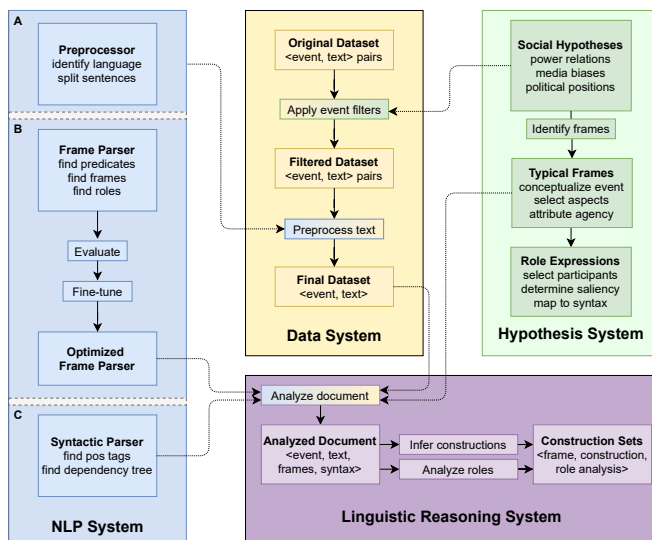 A
Preprocessor
identify language
split sentences
B
Frame Parser
find predicates
find frames
find roles
Evaluate
Fine-tune
Optimized
Frame Parser
C
Syntactic Parser
find pos tags
find dependency tree
NLP System
Original Dataset
<event, text> pairs
Apply event filters
Filtered Dataset
<event, text> pairs
Preprocess text
Final Dataset
<event, text>
Data System
Social Hypotheses
power relations
media biases
political positions
Identify frames
Typical Frames
conceptualize event
select aspects
attribute agency
Role Expressions
select participants
determine saliency
map to syntax
Hypothesis System
Analyze document
Analyzed Document
<event, text,
frames, syntax>
Infer constructions
Analyze roles
Construction Sets
<frame, construction,
role analysis>
Linguistic Reasoning System